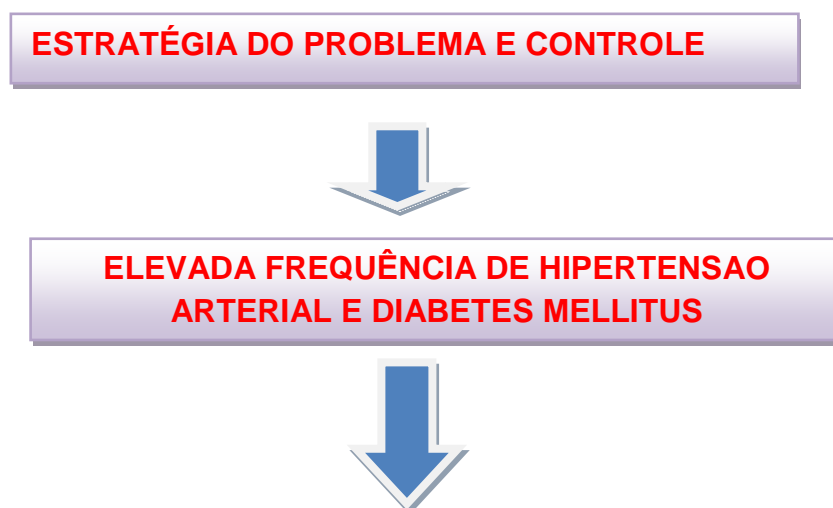 ESTRATÉGIA DO PROBLEMA E CONTROLE
ELEVADA FREQUÊNCIA DE HIPERTENSAO
ARTERIAL E DIABETES MELLITUS